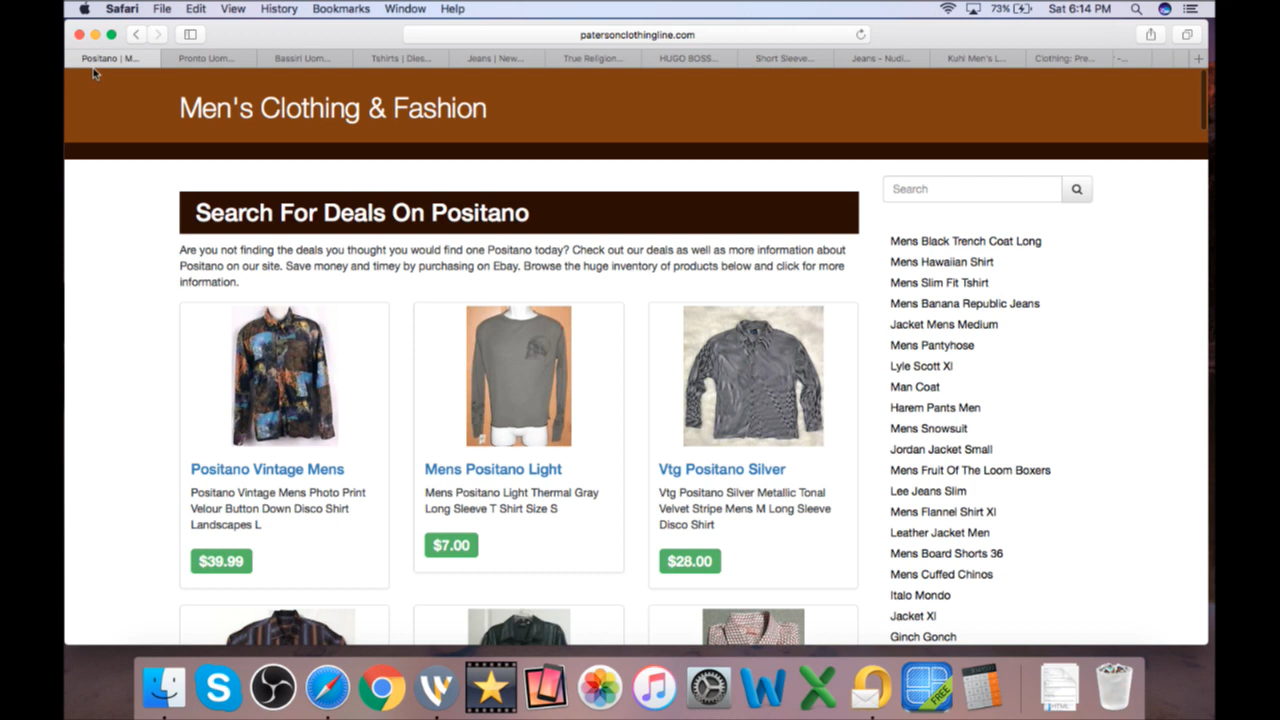 Safari File Edit View History Bookmarks Window Help 73% Sat 6:14 PM
patersonclothingline.com
Positano | M... Pronto Uom... Bassiri Uom... Tshirts | Dies... Jeans | New... True Religion... HUGO BOSS... Short Sleeve... Jeans - Nudi... Kuhl Men's L... Clothing: Pre... -...
Men's Clothing & Fashion
Search
Search For Deals On Positano
Are you not finding the deals you thought you would find one Positano today? Check out our deals as well as more information about
Positano on our site. Save money and timey by purchasing on Ebay. Browse the huge inventory of products below and click for more
information.
Positano Vintage Mens
Positano Vintage Mens Photo Print
Velour Button Down Disco Shirt
Landscapes L
$39.99
Mens Positano Light
Mens Positano Light Thermal Gray
Long Sleeve T Shirt Size S
$7.00
Vtg Positano Silver
Vtg Positano Silver Metallic Tonal
Velvet Stripe Mens M Long Sleeve
Disco Shirt
$28.00
Mens Black Trench Coat Long
Mens Hawaiian Shirt
Mens Slim Fit Tshirt
Mens Banana Republic Jeans
Jacket Mens Medium
Mens Pantyhose
Lyle Scott Xl
Man Coat
Harem Pants Men
Mens Snowsuit
Jordan Jacket Small
Mens Fruit Of The Loom Boxers
Lee Jeans Slim
Mens Flannel Shirt Xl
Leather Jacket Men
Mens Board Shorts 36
Mens Cuffed Chinos
Italo Mondo
Jacket Xl
Ginch Gonch
FREE
HTML